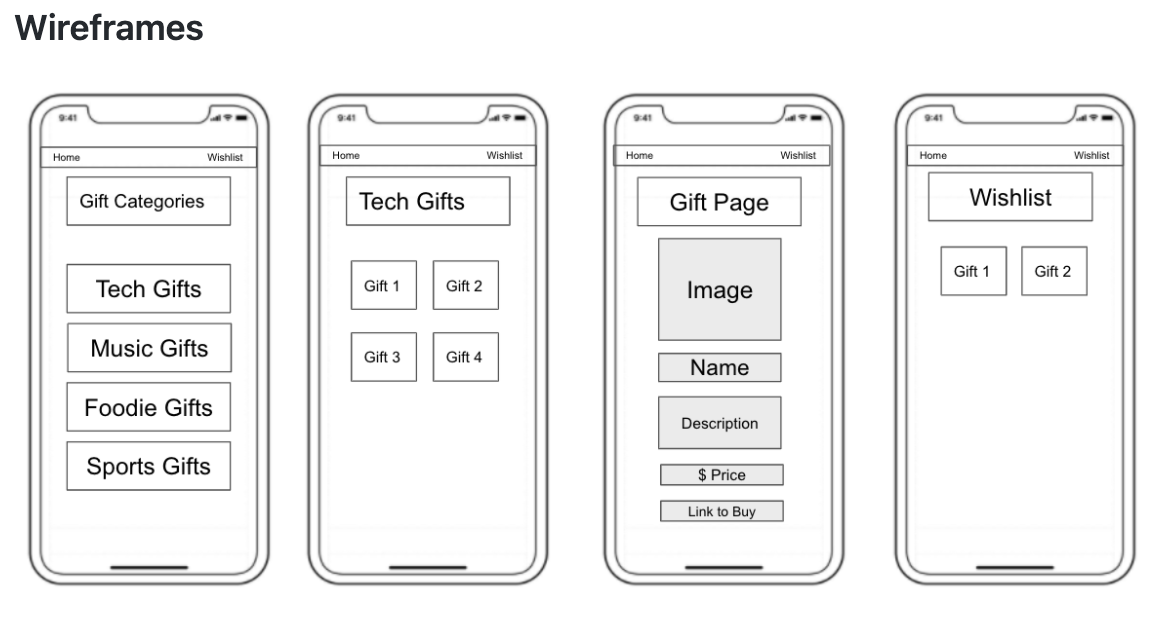 Wireframes
9:41
Home Wishlist
Gift Categories
Tech Gifts
Music Gifts
Foodie Gifts
Sports Gifts
9:41
Home Wishlist
Tech Gifts
Gift 1 Gift 2
Gift 3 Gift 4
9:41
Home Wishlist
Gift Page
Image
Name
Description
$ Price
Link to Buy
9:41
Home Wishlist
Wishlist
Gift 1 Gift 2